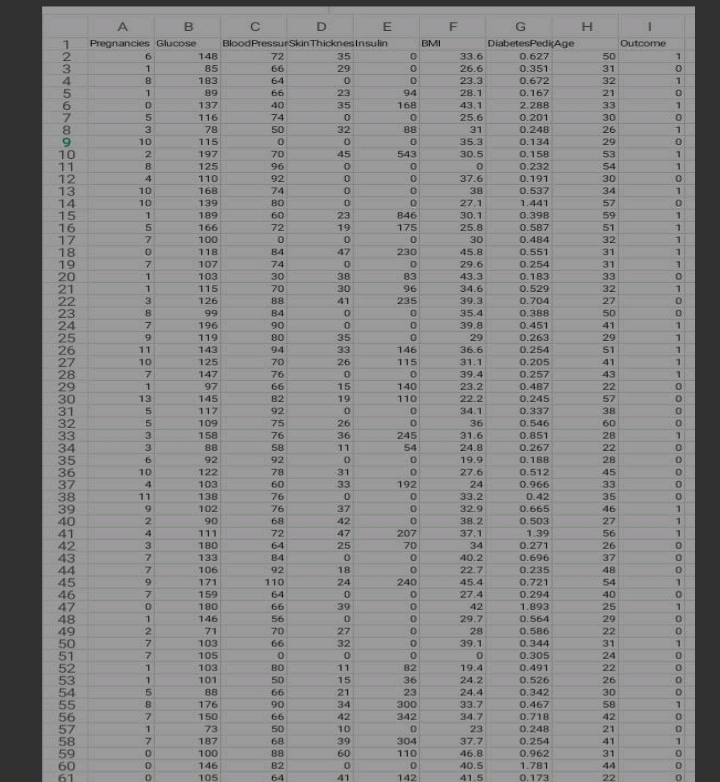 A B C D E F G H I
1 Pregnancies Glucose BloodPressur SkinThicknes Insulin BMI DiabetesPedig Age Outcome
2 6 148 72 35 0 33.6 0.627 50 1
3 1 85 66 29 0 26.6 0.351 31 0
4 8 183 64 0 0 23.3 0.672 32 1
5 1 89 66 23 94 28.1 0.167 21 0
6 0 137 40 35 168 43.1 2.288 33 1
7 5 116 74 0 0 25.6 0.201 30 0
8 3 78 50 32 88 31 0.248 26 1
9 10 115 0 0 0 35.3 0.134 29 0
10 2 197 70 45 543 30.5 0.158 53 1
11 8 125 96 0 0 0 0.232 54 1
12 4 110 92 0 0 37.6 0.191 30 0
13 10 168 74 0 0 38 0.537 34 1
14 10 139 80 0 0 27.1 1.441 57 0
15 1 189 60 23 846 30.1 0.398 59 1
16 5 166 72 19 175 25.8 0.587 51 1
17 7 100 0 0 0 30 0.484 32 1
18 0 118 84 47 230 45.8 0.551 31 1
19 7 107 74 0 0 29.6 0.254 31 1
20 1 103 30 38 83 43.3 0.183 33 0
21 1 115 70 30 96 34.6 0.529 32 1
22 3 126 88 41 235 39.3 0.704 27 0
23 8 99 84 0 0 35.4 0.388 50 0
24 7 196 90 0 0 39.8 0.451 41 1
25 9 119 80 35 0 29 0.263 29 1
26 11 143 94 33 146 36.6 0.254 51 1
27 10 125 70 26 115 31.1 0.205 41 1
28 7 147 76 0 0 39.4 0.257 43 1
29 1 97 66 15 140 23.2 0.487 22 0
30 13 145 82 19 110 22.2 0.245 57 0
31 5 117 92 0 0 34.1 0.337 38 0
32 5 109 75 26 0 36 0.546 60 0
33 3 158 76 36 245 31.6 0.851 28 1
34 3 88 58 11 54 24.8 0.267 22 0
35 6 92 92 0 0 19.9 0.188 28 0
36 10 122 78 31 0 27.6 0.512 45 0
37 4 103 60 33 192 24 0.966 33 0
38 11 138 76 0 0 33.2 0.42 35 0
39 9 102 76 37 0 32.9 0.665 46 1
40 2 90 68 42 0 38.2 0.503 27 1
41 4 111 72 47 207 37.1 1.39 56 1
42 3 180 64 25 70 34 0.271 26 0
43 7 133 84 0 0 40.2 0.696 37 0
44 7 106 92 18 0 22.7 0.235 48 0
45 9 171 110 24 240 45.4 0.721 54 1
46 7 159 64 0 0 27.4 0.294 40 0
47 0 180 66 39 0 42 1.893 25 1
48 1 146 56 0 0 29.7 0.564 29 0
49 2 71 70 27 0 28 0.586 22 0
50 7 103 66 32 0 39.1 0.344 31 1
51 7 105 0 0 0 0 0.305 24 0
52 1 103 80 11 82 19.4 0.491 22 0
53 1 101 50 15 36 24.2 0.526 26 0
54 5 88 66 21 23 24.4 0.342 30 0
55 8 176 90 34 300 33.7 0.467 58 1
56 7 150 66 42 342 34.7 0.718 42 0
57 1 73 50 10 0 23 0.248 21 0
58 7 187 68 39 304 37.7 0.254 41 1
59 0 100 88 60 110 46.8 0.962 31 0
60 0 146 82 0 0 40.5 1.781 44 0
61 0 105 64 41 142 41.5 0.173 22 0